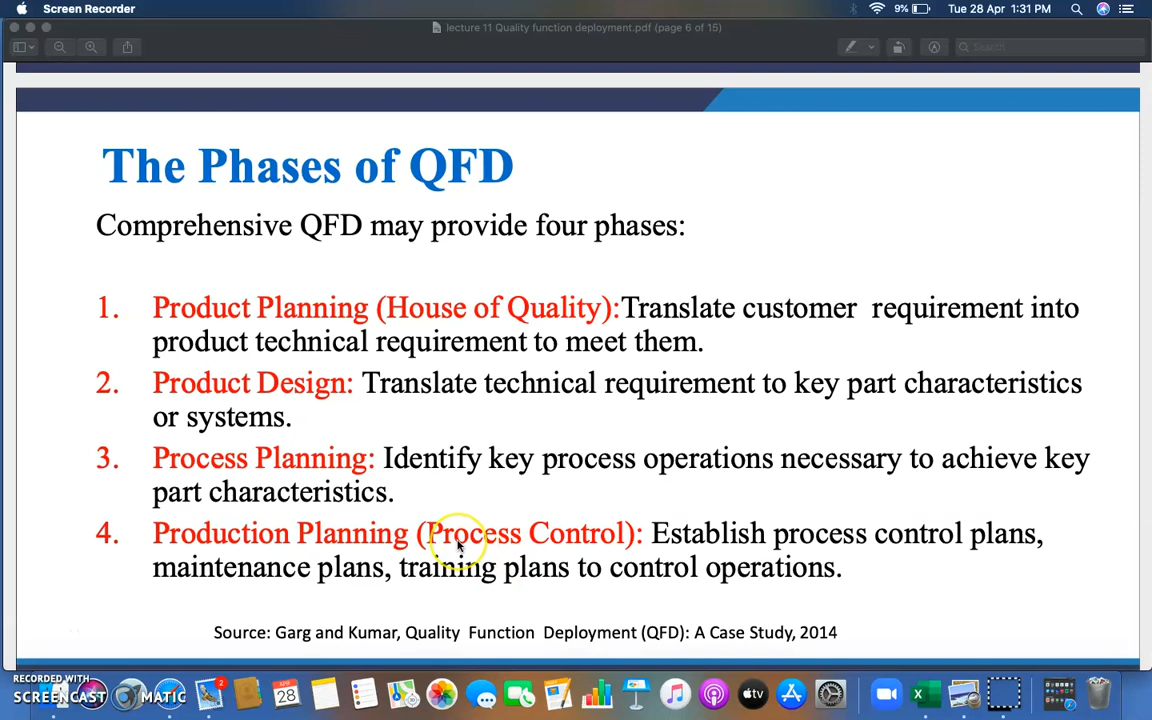 Screen Recorder
9%
Tue 28 Apr 1:31 PM
lecture 11 Quality function deployment.pdf (page 6 of 15)
Search
The Phases of QFD
Comprehensive QFD may provide four phases:
1. Product Planning (House of Quality):Translate customer requirement into
product technical requirement to meet them.
2. Product Design: Translate technical requirement to key part characteristics
or systems.
3. Process Planning: Identify key process operations necessary to achieve key
part characteristics.
4. Production Planning (Process Control): Establish process control plans,
maintenance plans, training plans to control operations.
Source: Garg and Kumar, Quality Function Deployment (QFD): A Case Study, 2014
RECORDED WITH
SCREENCAST MATIC
2
APR
28
tv
X